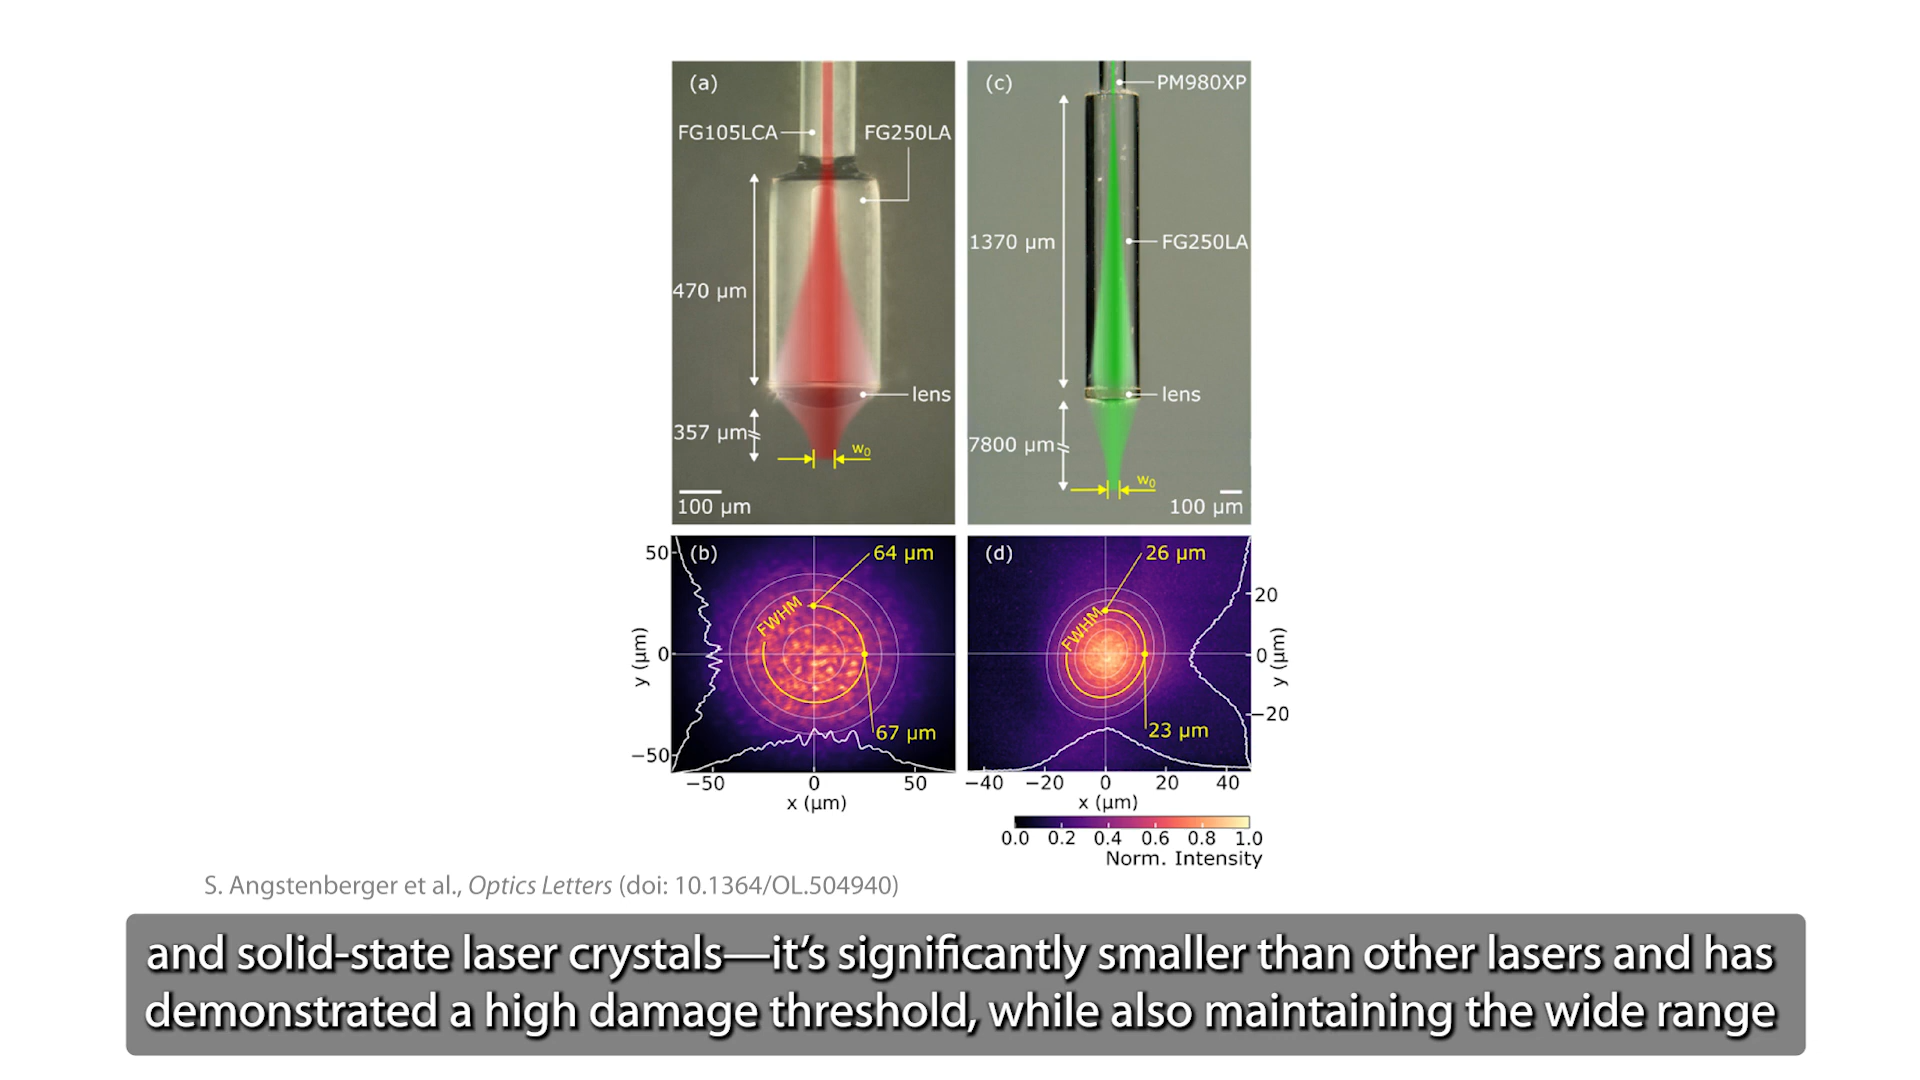 (a)
FG105LCA
FG250LA
470 µm
lens
357 µm
w0
100 µm
(c)
PM980XP
1370 µm
FG250LA
lens
7800 µm
w0
100 µm
(b)
64 µm
FWHM
67 µm
50
0
−50
y (µm)
−50 0 50
x (µm)
(d)
26 µm
FWHM
23 µm
20
0
−20
y (µm)
−40 −20 0 20 40
x (µm)
0.0 0.2 0.4 0.6 0.8 1.0
Norm. Intensity
S. Angstenberger et al., Optics Letters (doi: 10.1364/OL.504940)
and solid-state laser crystals—it’s significantly smaller than other lasers and has
demonstrated a high damage threshold, while also maintaining the wide range